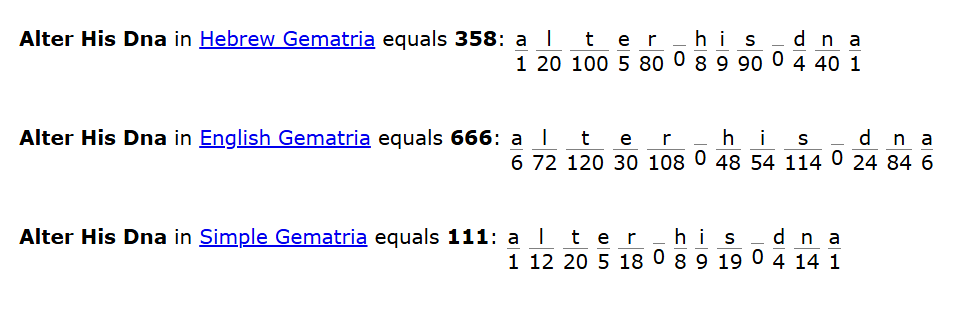 Alter His Dna in Hebrew Gematria equals 358: a l t e r _ h i s _ d n a
1 20 100 5 80 0 8 9 90 0 4 40 1
Alter His Dna in English Gematria equals 666: a l t e r _ h i s _ d n a
6 72 120 30 108 0 48 54 114 0 24 84 6
Alter His Dna in Simple Gematria equals 111: a l t e r _ h i s _ d n a
1 12 20 5 18 0 8 9 19 0 4 14 1